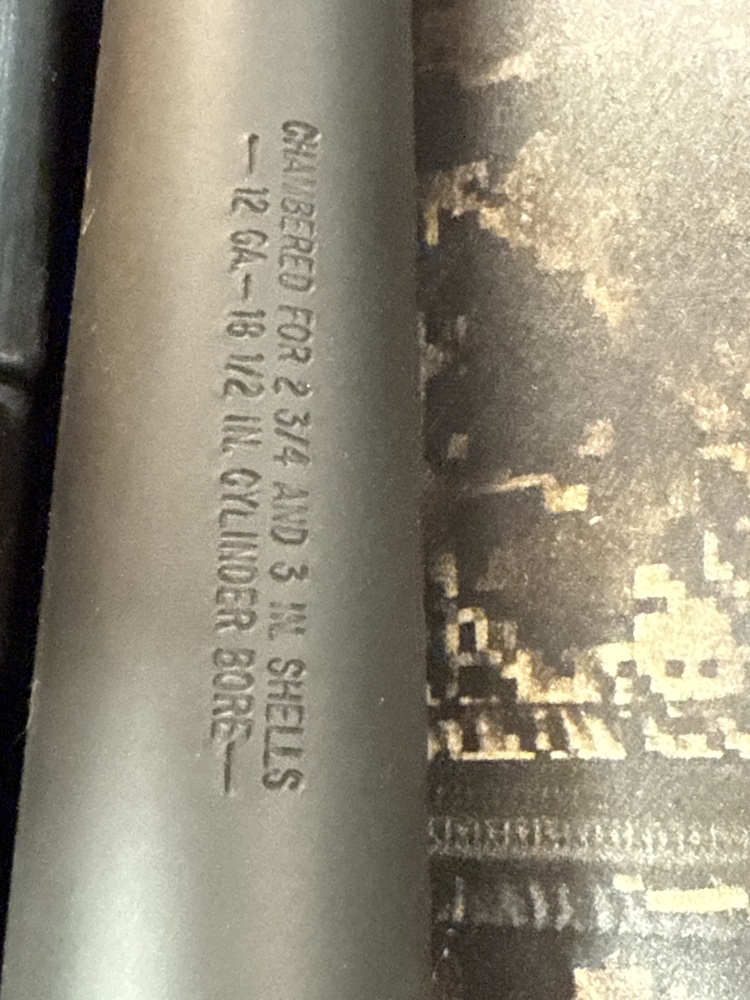 CHAMBERED FOR 2 3/4 AND 3 IN SHELLS
— 12 GA.— 18 1/2 IN. CYLINDER BORE —